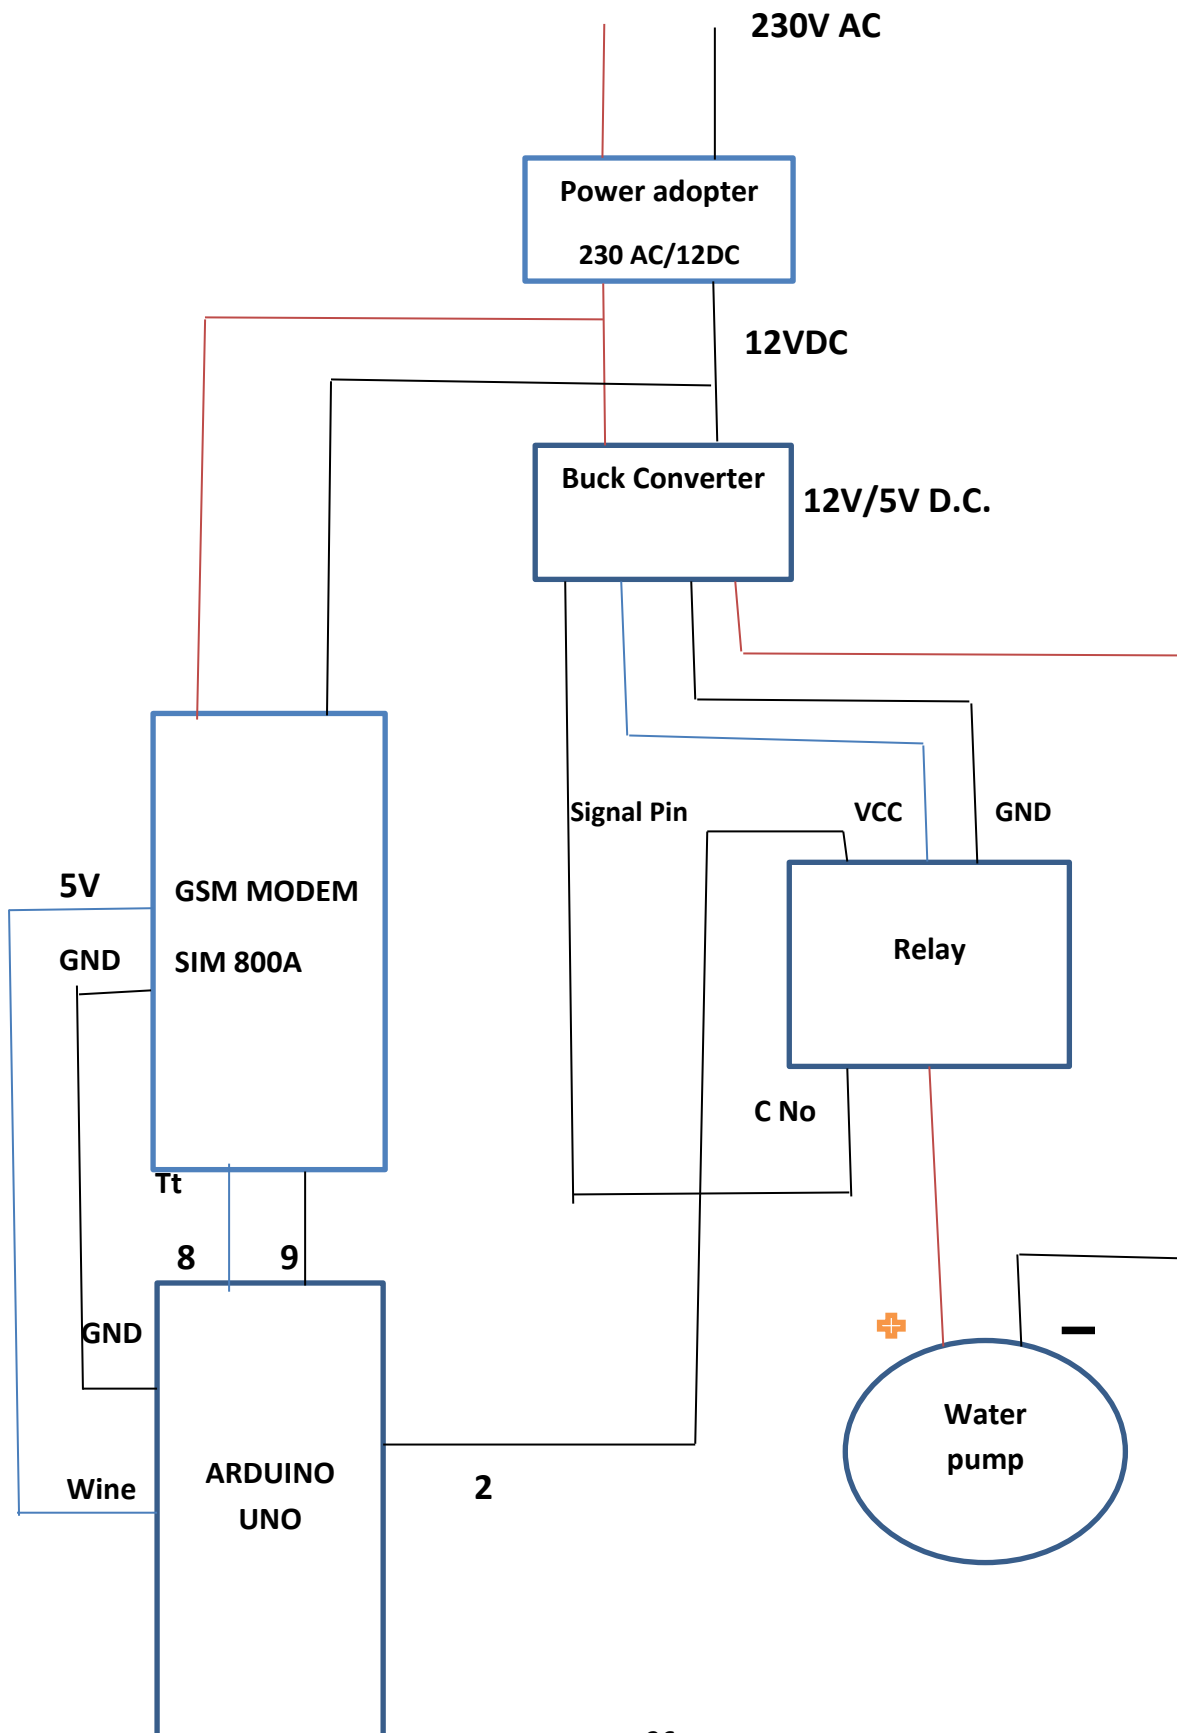 230V AC
Power adopter
230 AC/12DC
12VDC
Buck Converter
12V/5V D.C.
Signal Pin
VCC
GND
5V
GSM MODEM
GND
SIM 800A
Relay
C No
Tt
8
9
GND
Water
pump
Wine
ARDUINO
UNO
2